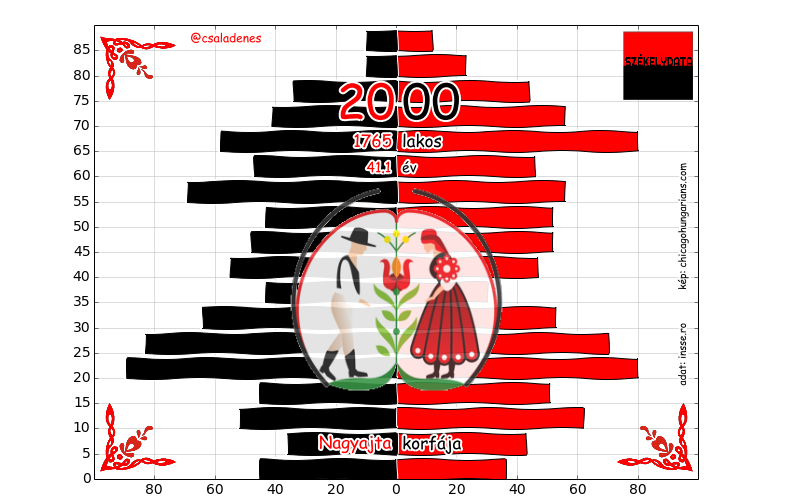 @csaladenes
SZÉKELYDATA
2000
1765 lakos
41,1 év
kép: chicagohungarians.com
adat: insse.ro
Nagyajta korfája
85
80
75
70
65
60
55
50
45
40
35
30
25
20
15
10
5
0
80 60 40 20 0 20 40 60 80